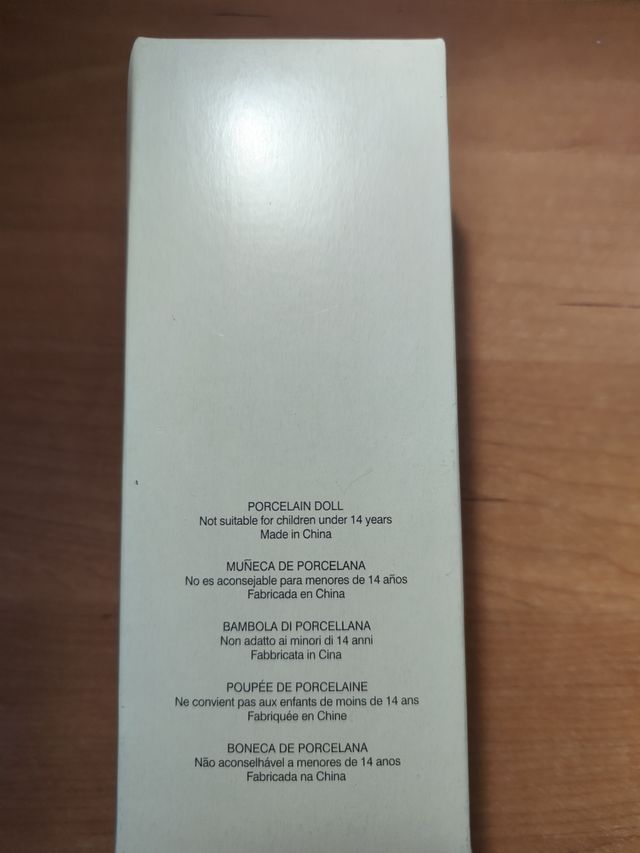 PORCELAIN DOLL
Not suitable for children under 14 years
Made in China
MUÑECA DE PORCELANA
No es aconsejable para menores de 14 años
Fabricada en China
BAMBOLA DI PORCELLANA
Non adatto ai minori di 14 anni
Fabbricata in Cina
POUPÉE DE PORCELAINE
Ne convient pas aux enfants de moins de 14 ans
Fabriquée en Chine
BONECA DE PORCELANA
Não aconselhável a menores de 14 anos
Fabricada na China